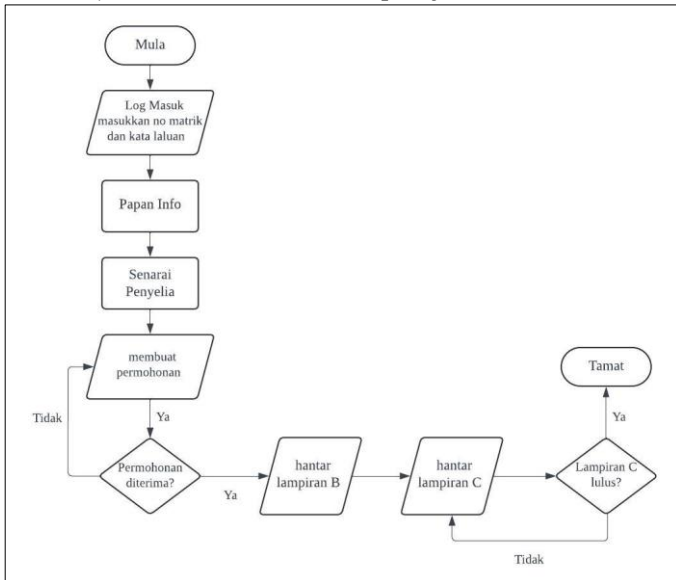 Mula
Log Masuk
masukkan no matrik
dan kata laluan
Papan Info
Senarai
Penyelia
membuat
permohonan
Tidak
Ya
Permohonan
diterima?
Ya
hantar
lampiran B
hantar
lampiran C
Lampiran C
lulus?
Ya
Tamat
Tidak